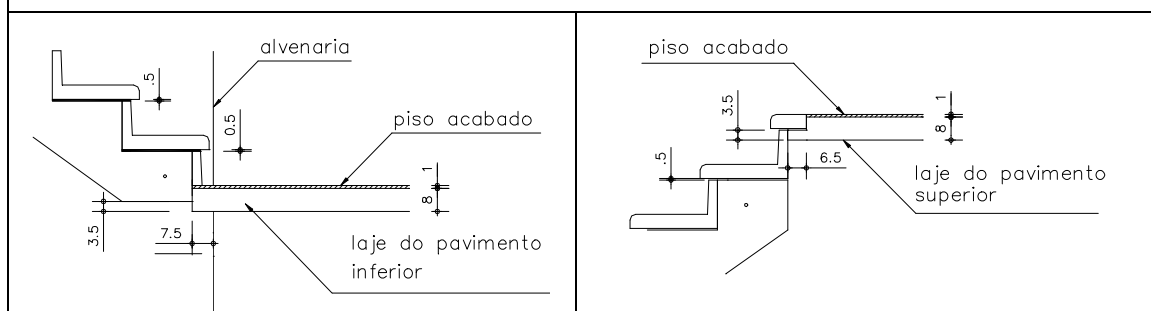 alvenaria
.5
0.5
piso acabado
1
8
3.5
7.5
laje do pavimento
inferior
piso acabado
3.5
1
8
.5
6.5
laje do pavimento
superior